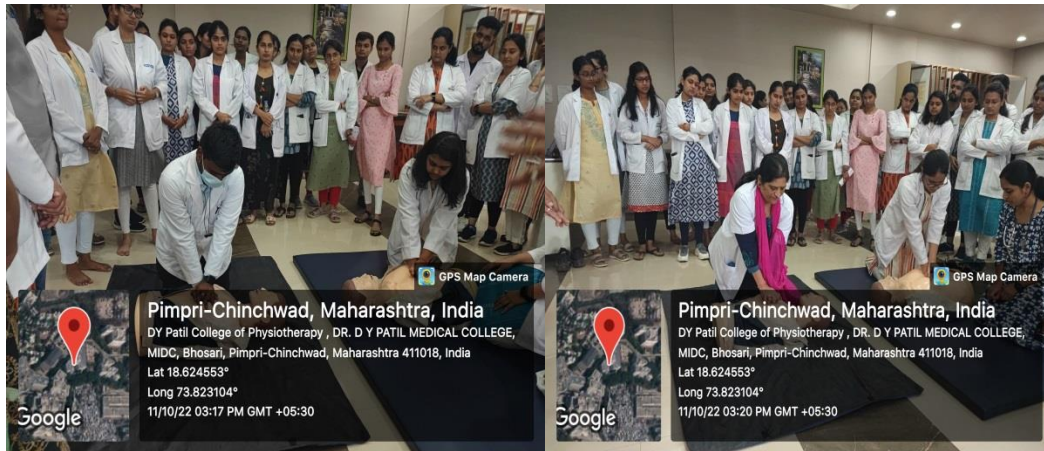 GPS Map Camera
Pimpri-Chinchwad, Maharashtra, India
DY Patil College of Physiotherapy , DR. D Y PATIL MEDICAL COLLEGE,
MIDC, Bhosari, Pimpri-Chinchwad, Maharashtra 411018, India
Lat 18.624553°
Long 73.823104°
11/10/22 03:17 PM GMT +05:30
Google
GPS Map Camera
Pimpri-Chinchwad, Maharashtra, India
DY Patil College of Physiotherapy , DR. D Y PATIL MEDICAL COLLEGE,
MIDC, Bhosari, Pimpri-Chinchwad, Maharashtra 411018, India
Lat 18.624553°
Long 73.823104°
11/10/22 03:20 PM GMT +05:30
Google